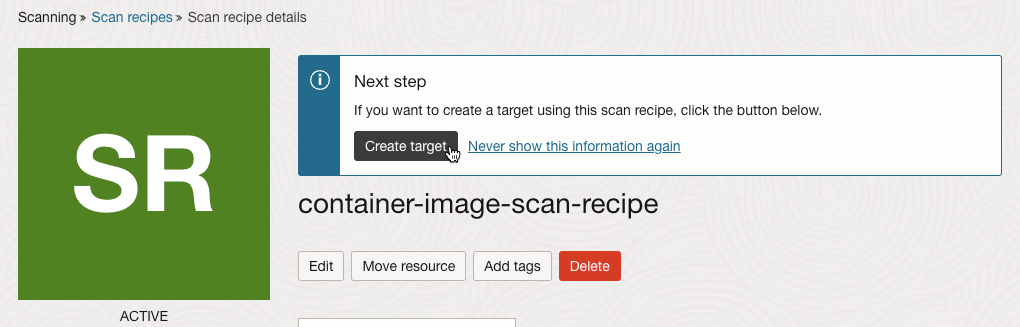 Scanning » Scan recipes » Scan recipe details
SR
ACTIVE
Next step
If you want to create a target using this scan recipe, click the button below.
Create target Never show this information again
container-image-scan-recipe
Edit Move resource Add tags Delete